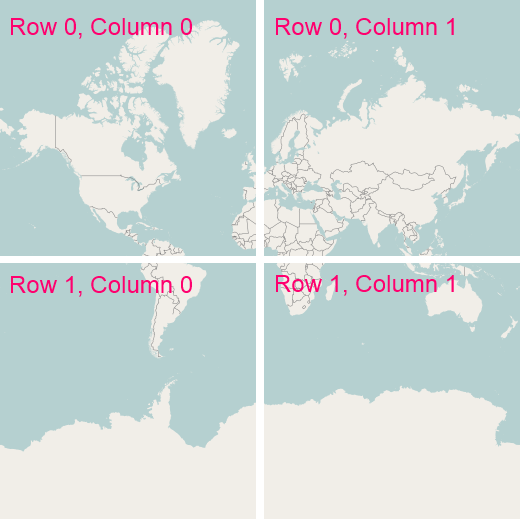 Row 0, Column 0
Row 0, Column 1
Row 1, Column 0
Row 1, Column 1